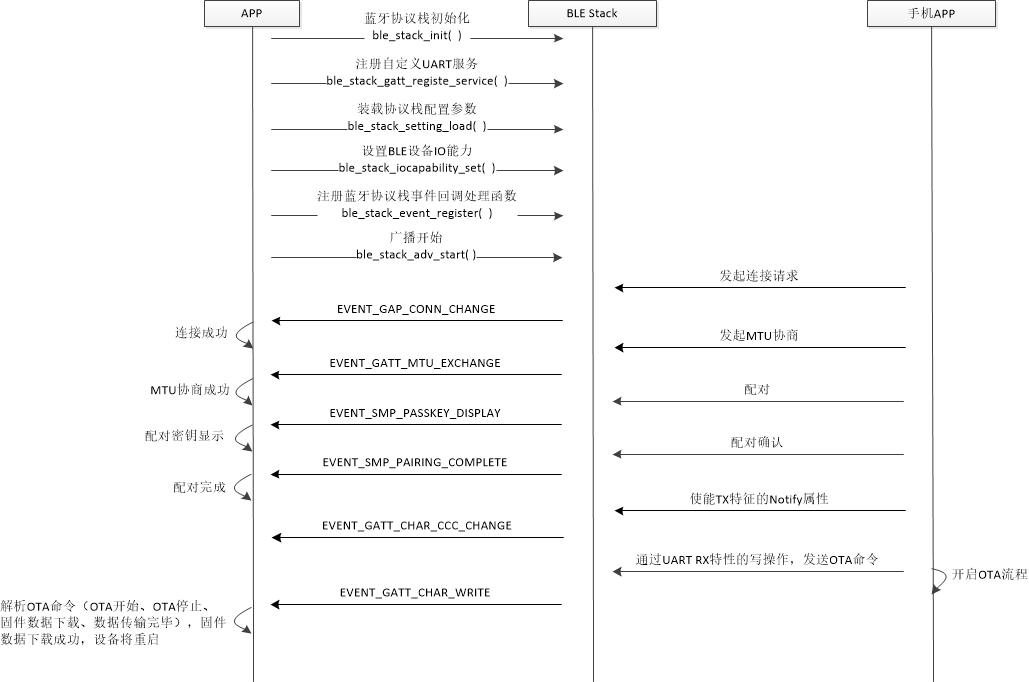 APP
BLE Stack
手机APP
蓝牙协议栈初始化
ble_stack_init( )
注册自定义UART服务
ble_stack_gatt_registe_service( )
装载协议栈配置参数
ble_stack_setting_load( )
设置BLE设备IO能力
ble_stack_iocapability_set( )
注册蓝牙协议栈事件回调处理函数
ble_stack_event_register( )
广播开始
ble_stack_adv_start( )
发起连接请求
EVENT_GAP_CONN_CHANGE
连接成功
发起MTU协商
EVENT_GATT_MTU_EXCHANGE
MTU协商成功
配对
EVENT_SMP_PASSKEY_DISPLAY
配对密钥显示
配对确认
EVENT_SMP_PAIRING_COMPLETE
配对完成
使能TX特征的Notify属性
EVENT_GATT_CHAR_CCC_CHANGE
通过UART RX特性的写操作，发送OTA命令
开启OTA流程
EVENT_GATT_CHAR_WRITE
解析OTA命令（OTA开始、OTA停止、
固件数据下载、数据传输完毕），固件
数据下载成功，设备将重启